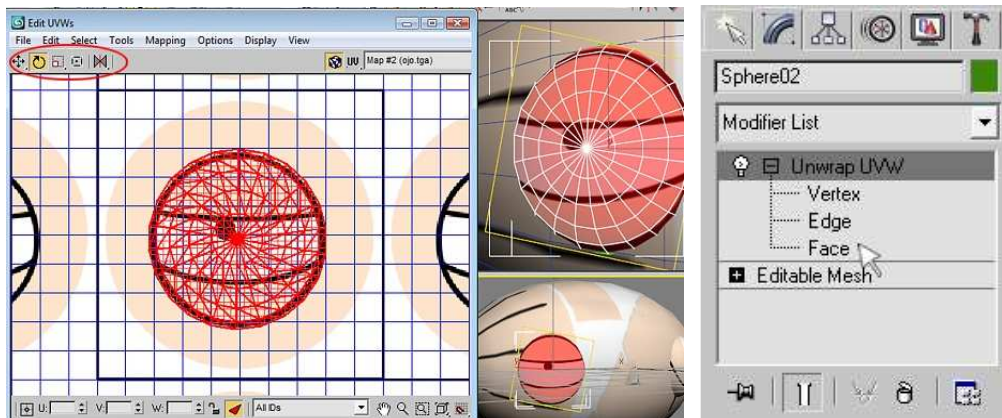 Edit UVWs
File Edit Select Tools Mapping Options Display View
UV Map #2 (ojo.tga)
U: V: W: All IDs
ABC
y x
Sphere02
Modifier List
Unwrap UVW
Vertex
Edge
Face
Editable Mesh